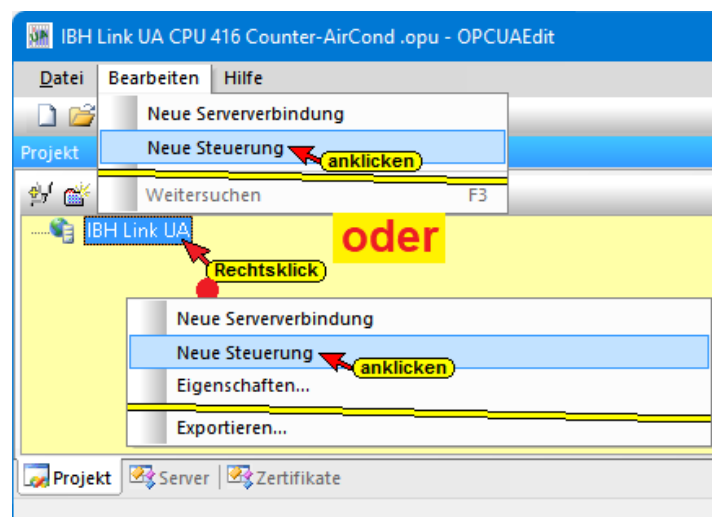 IBH Link UA CPU 416 Counter-AirCond .opu - OPCUAEdit
Datei Bearbeiten Hilfe
Neue Serververbindung
Projekt
Neue Steuerung
anklicken
Weitersuchen F3
IBH Link UA
oder
Rechtsklick
Neue Serververbindung
Neue Steuerung
anklicken
Eigenschaften...
Exportieren...
Projekt Server Zertifikate